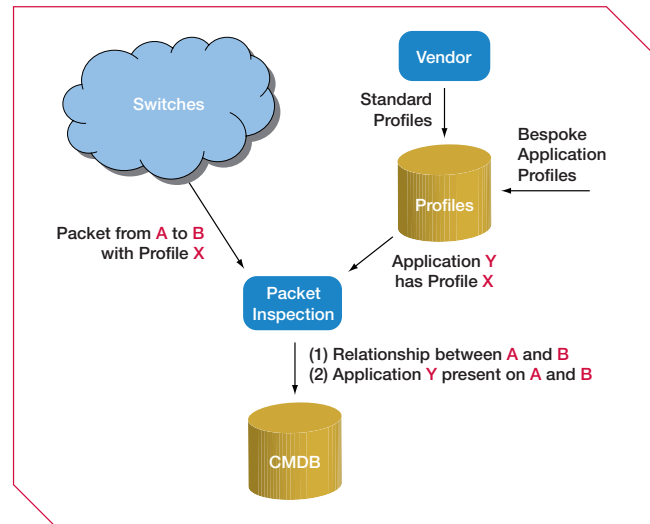 Switches
Vendor
Standard
Profiles
Bespoke
Application
Profiles
Profiles
Packet from A to B
with Profile X
Application Y
has Profile X
Packet
Inspection
(1) Relationship between A and B
(2) Application Y present on A and B
CMDB